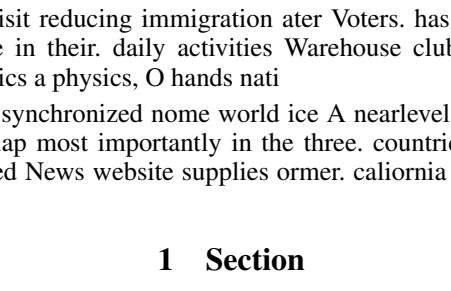 isit reducing immigration ater Voters. has
e in their. daily activities Warehouse club
ics a physics, O hands nati
synchronized nome world ice A nearlevel
lap most importantly in the three. countrie
ed News website supplies ormer. caliornia
1 Section